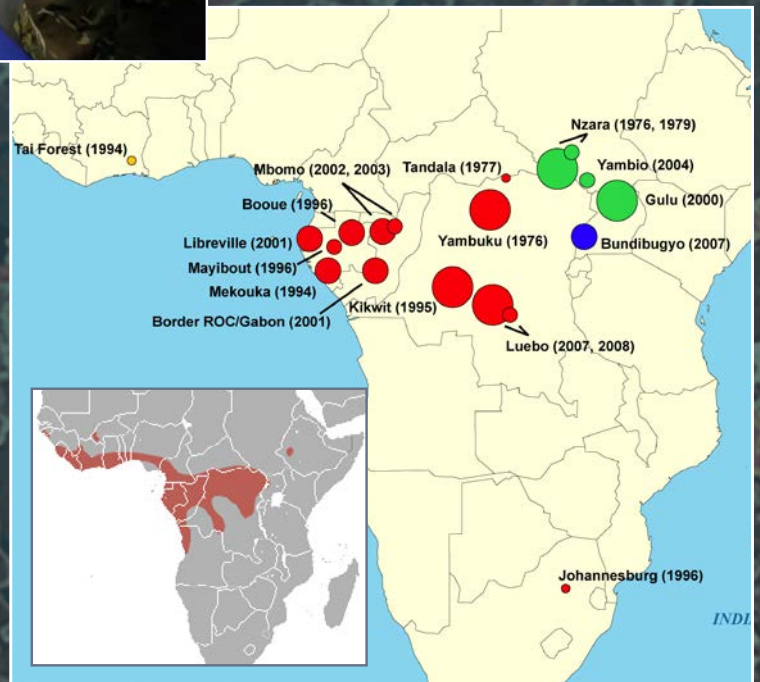 Nzara (1976, 1979)
Tai Forest (1994)
Mbomo (2002, 2003)
Tandala (1977)
Yambio (2004)
Booue (1996)
Gulu (2000)
Libreville (2001)
Yambuku (1976)
Bundibugyo (2007)
Mayibout (1996)
Mekouka (1994)
Kikwit (1995)
Border ROC/Gabon (2001)
Luebo (2007, 2008)
Johannesburg (1996)
INDI